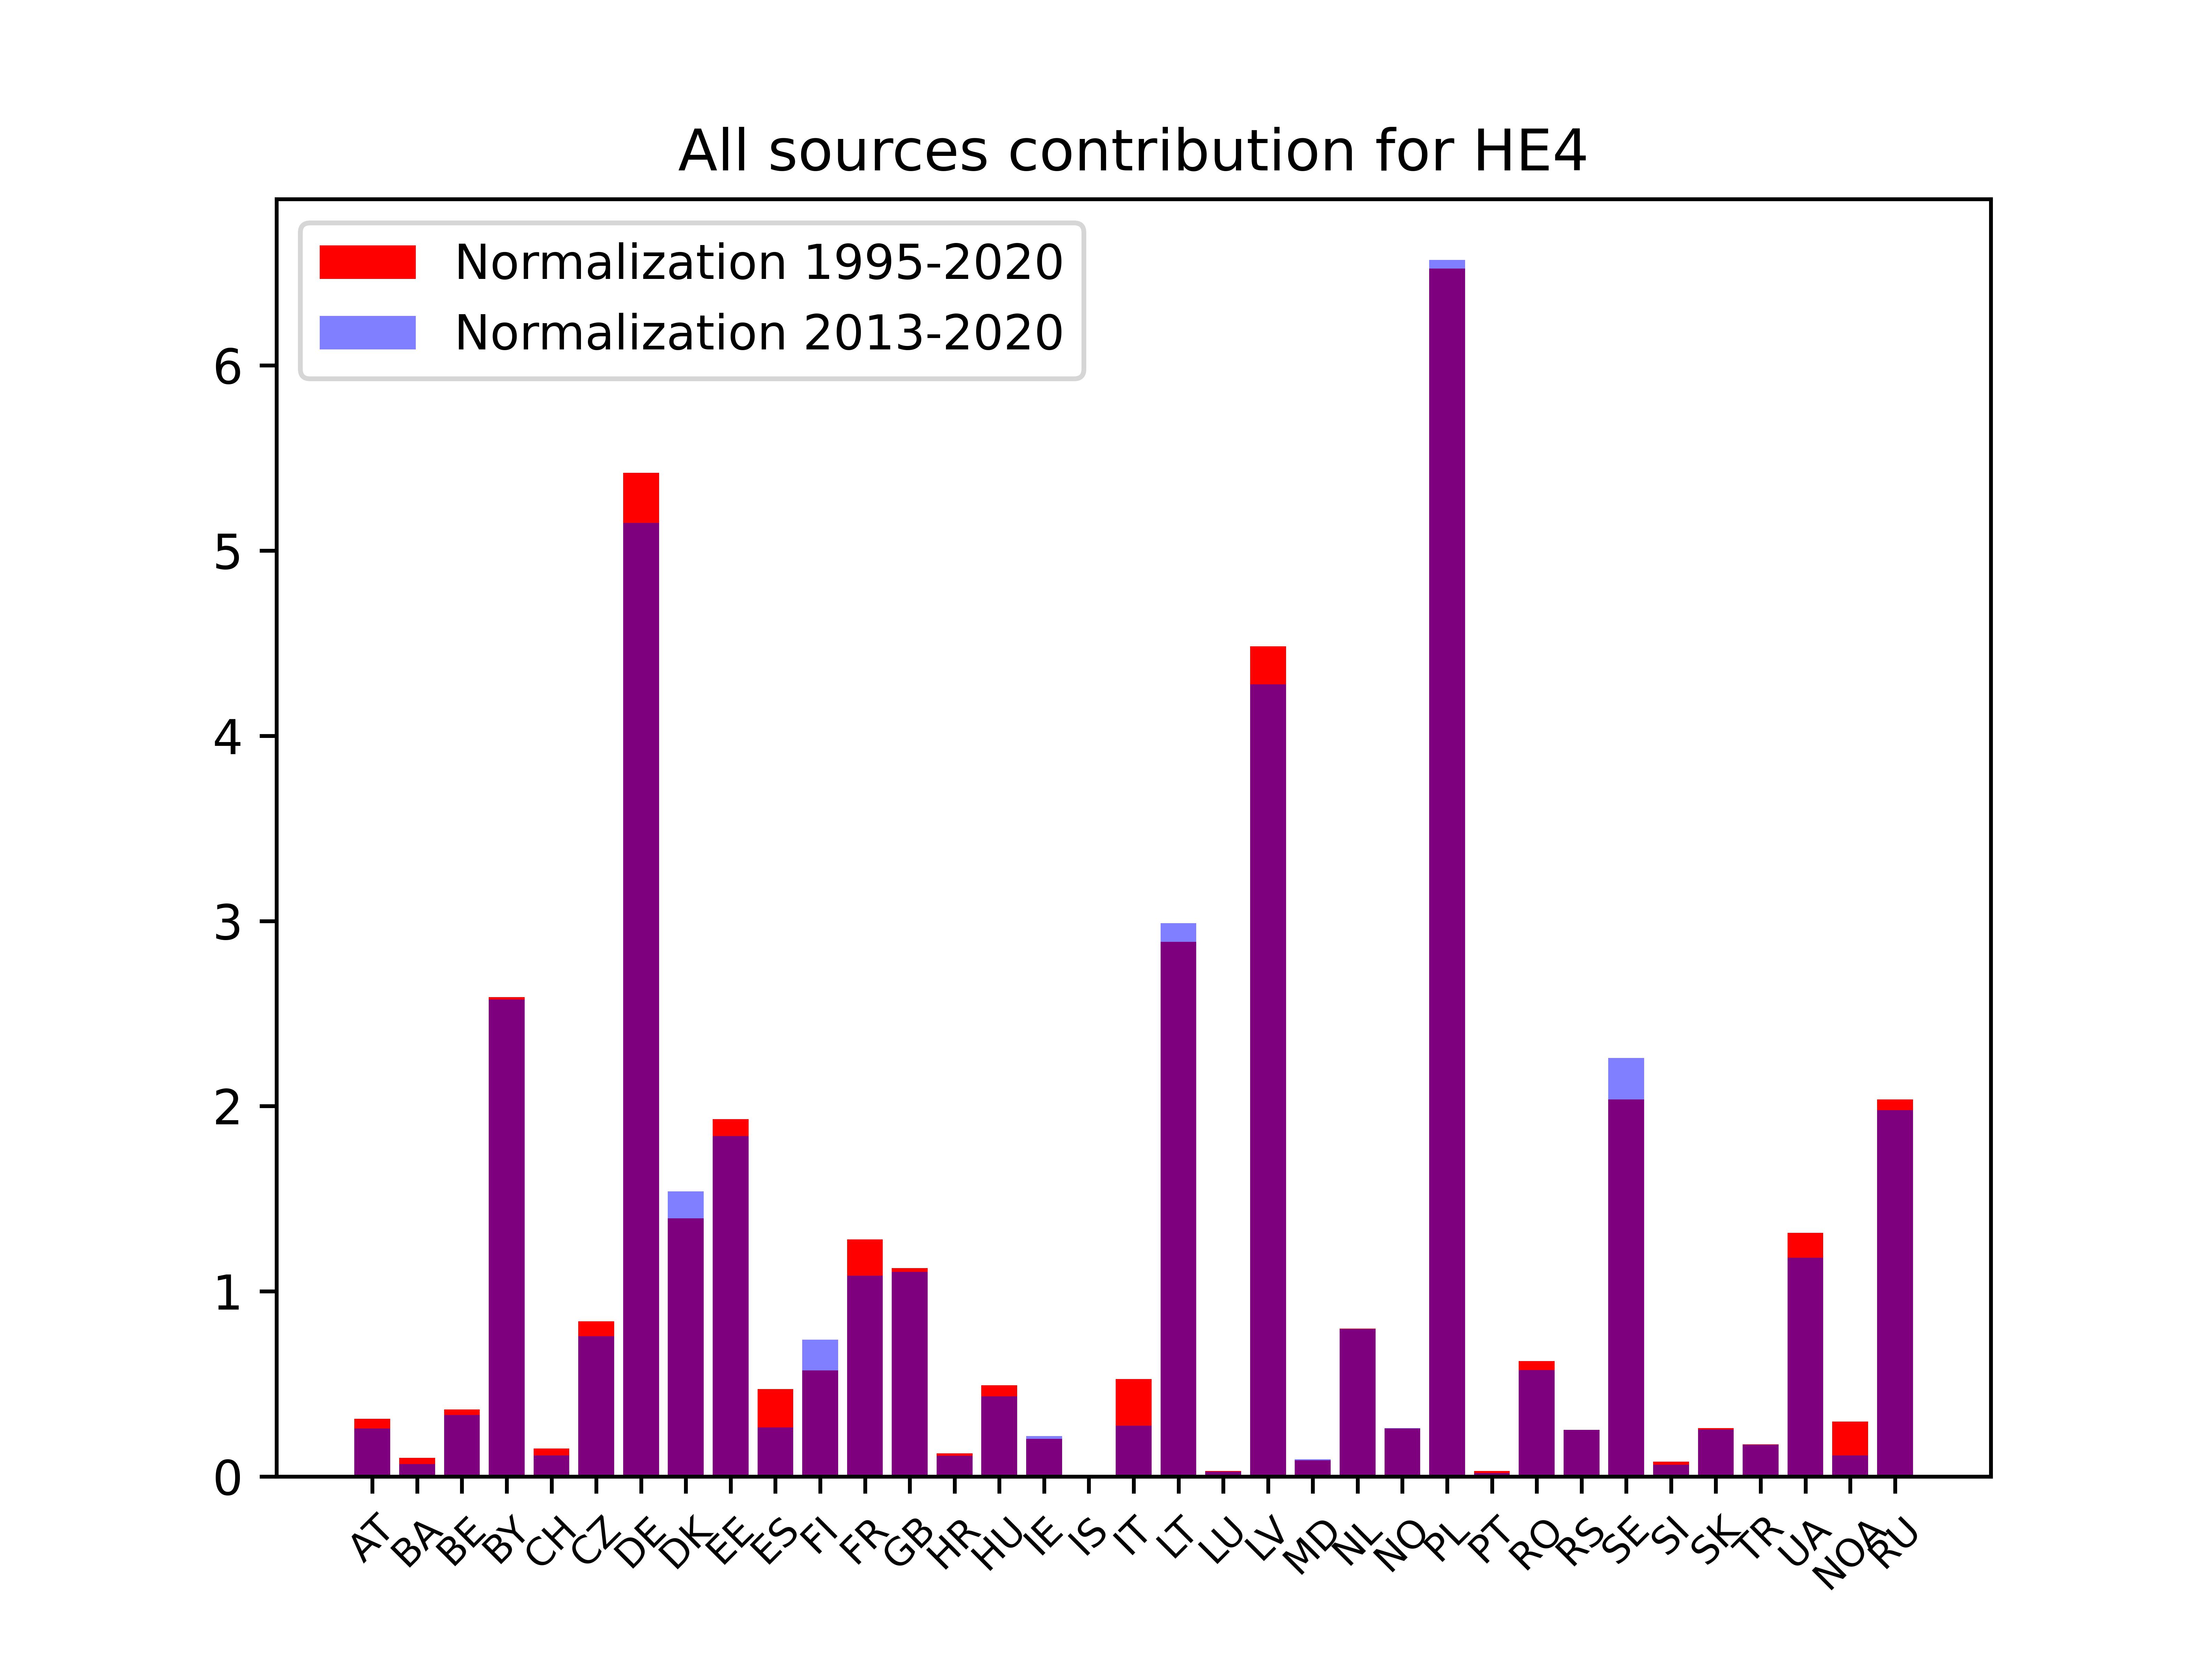 All sources contribution for HE4
Normalization 1995-2020
Normalization 2013-2020
6
5
4
3
2
1
0
AT BA BE BY CH CZ DE DK EE ES FI FR GB HR HU IE IS IT LT LU LV MD NL NO PL PT RO RS SE SI SK TR UA NOA RU